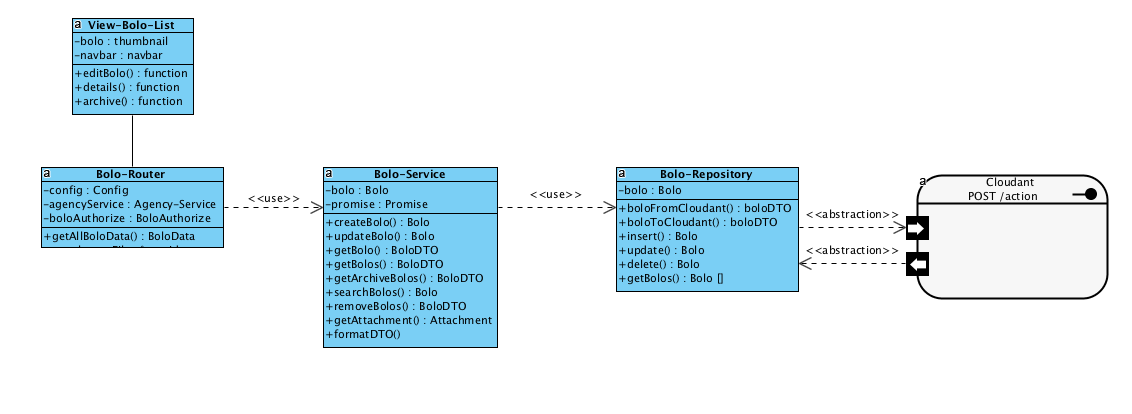 a View-Bolo-List
-bolo : thumbnail
-navbar : navbar
+editBolo() : function
+details() : function
+archive() : function
a Bolo-Router
-config : Config
-agencyService : Agency-Service
-boloAuthorize : BoloAuthorize
+getAllBoloData() : BoloData
<<use>>
a Bolo-Service
-bolo : Bolo
-promise : Promise
+createBolo() : Bolo
+updateBolo() : Bolo
+getBolo() : BoloDTO
+getBolos() : BoloDTO
+getArchiveBolos() : BoloDTO
+searchBolos() : Bolo
+removeBolos() : BoloDTO
+getAttachment() : Attachment
+formatDTO()
<<use>>
a Bolo-Repository
-bolo : Bolo
+boloFromCloudant() : boloDTO
+boloToCloudant() : boloDTO
+insert() : Bolo
+update() : Bolo
+delete() : Bolo
+getBolos() : Bolo []
<<abstraction>>
<<abstraction>>
a Cloudant
POST /action